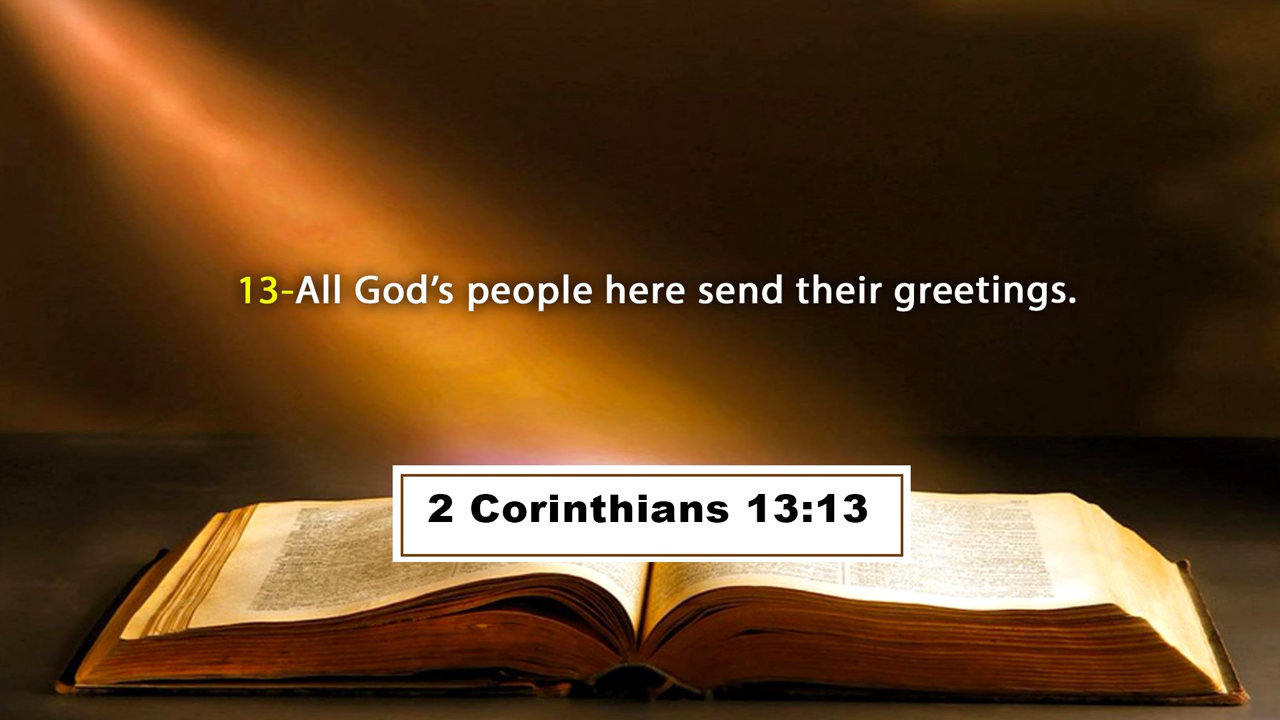 13-All God’s people here send their greetings.
2 Corinthians 13:13